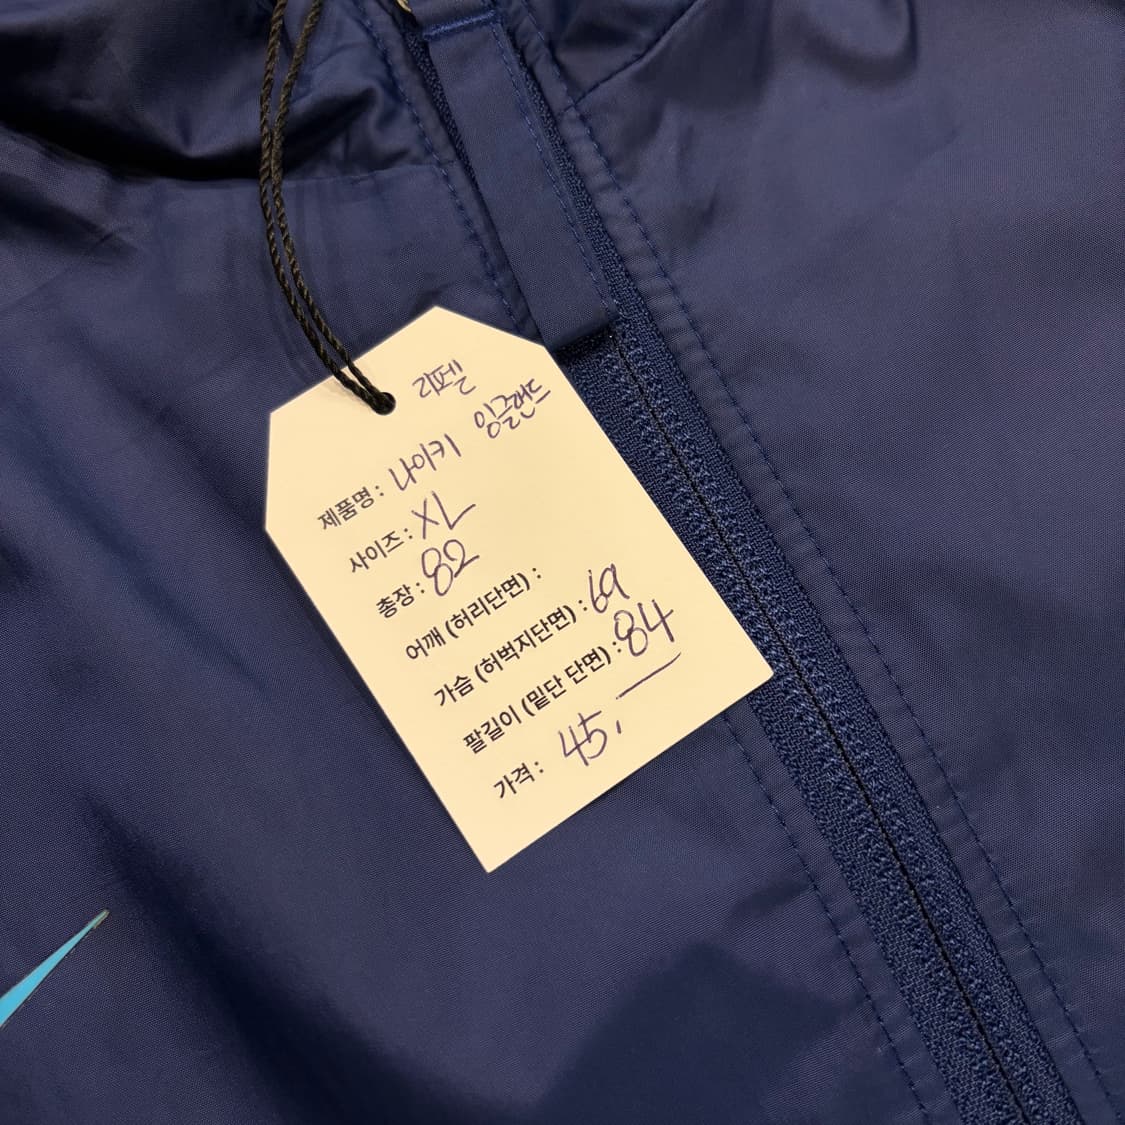 리펠
제품명 : 나이키 잉글랜드
사이즈 : XL
총장 : 82
어깨 (허리단면) :
가슴 (허벅지단면) : 69
팔길이 (밑단 단면) : 84
가격 : 45,